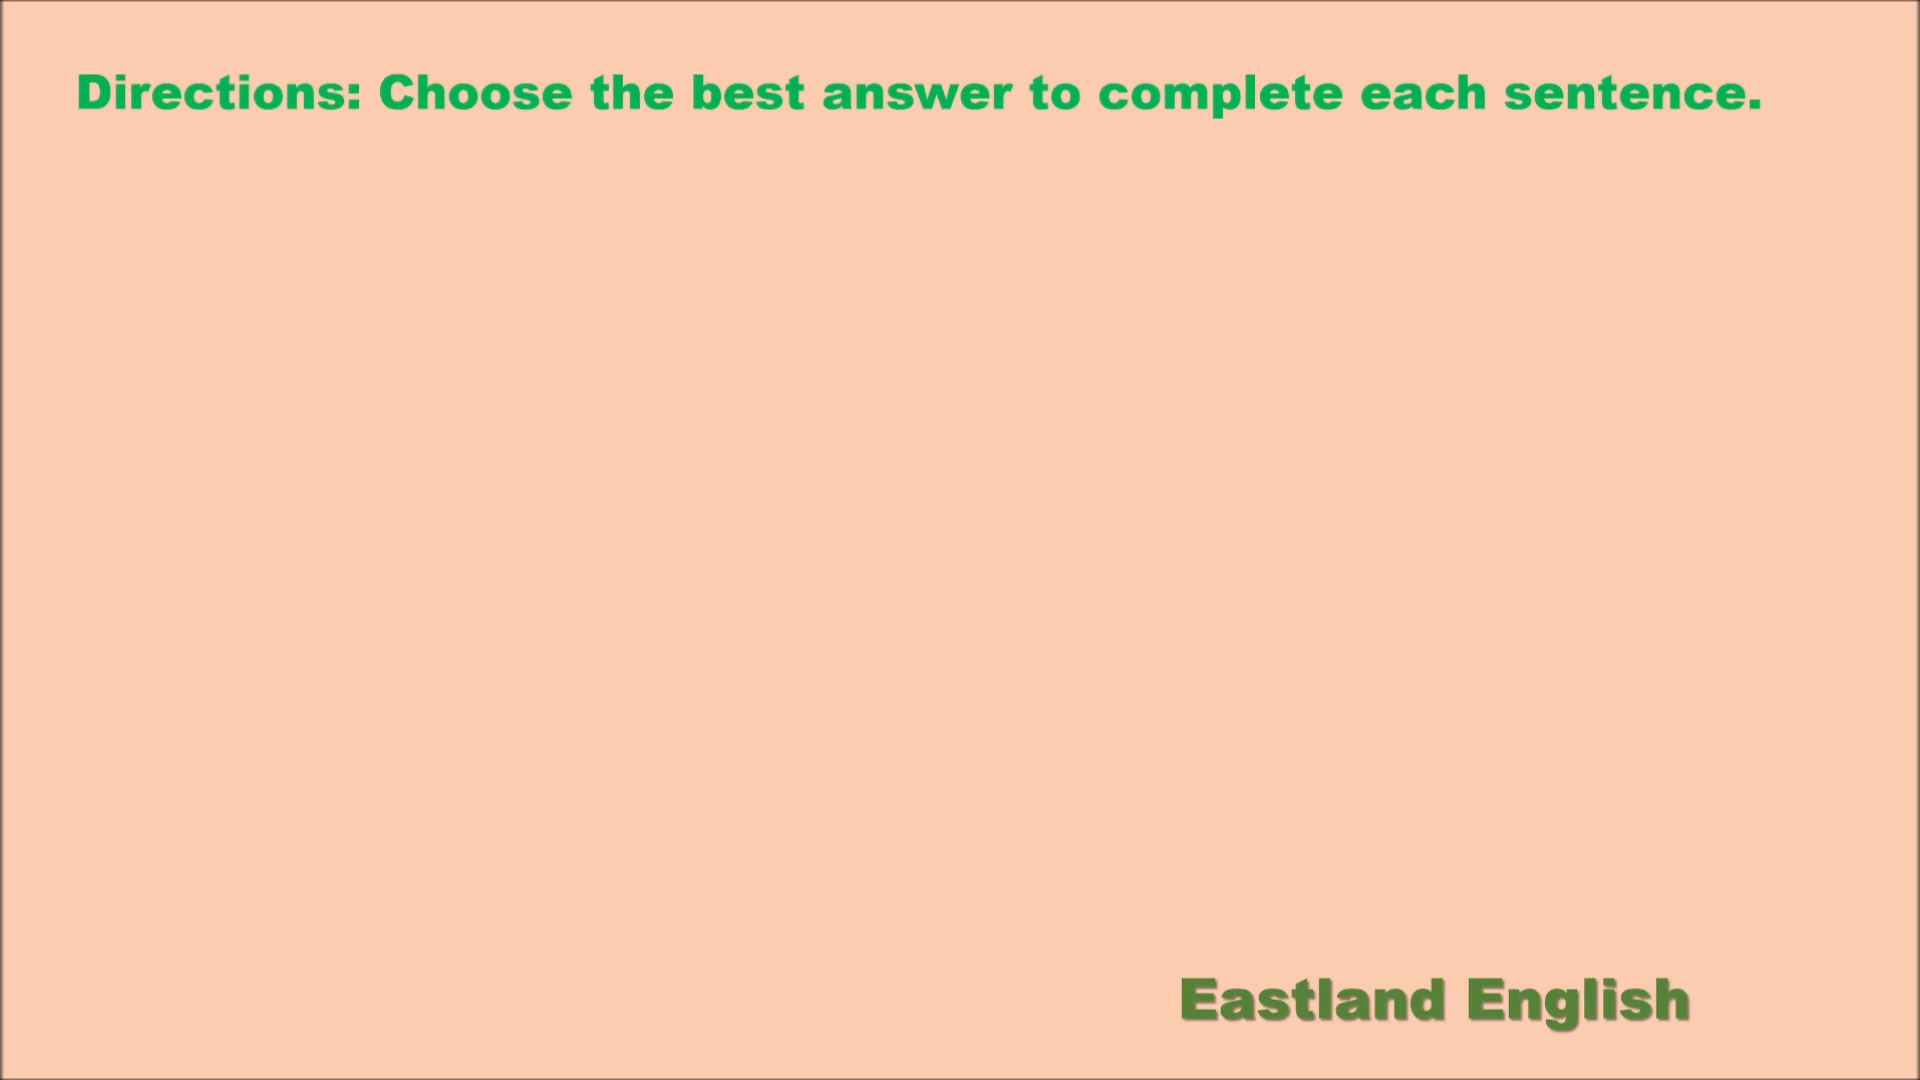 Directions: Choose the best answer to complete each sentence.
Eastland English